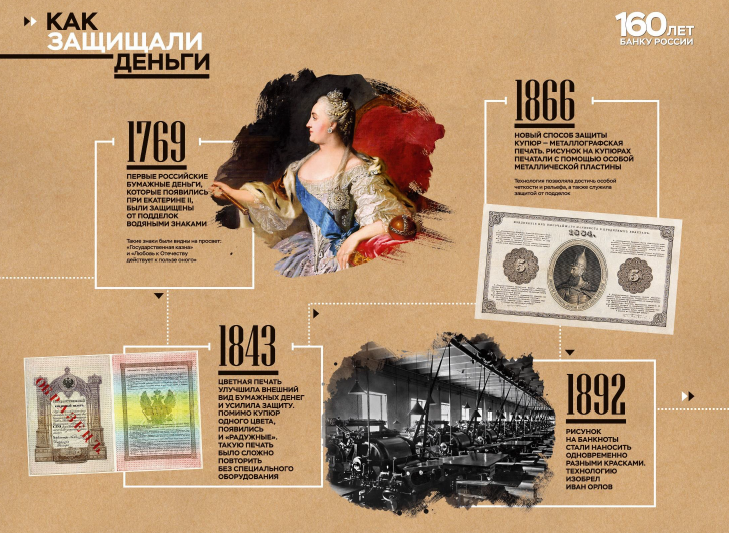 КАК
ЗАЩИЩАЛИ
ДЕНЬГИ
160 ЛЕТ
БАНКУ РОССИИ
1769
ПЕРВЫЕ РОССИЙСКИЕ
БУМАЖНЫЕ ДЕНЬГИ,
КОТОРЫЕ ПОЯВИЛИСЬ
ПРИ ЕКАТЕРИНЕ II,
БЫЛИ ЗАЩИЩЕНЫ
ОТ ПОДДЕЛОК
ВОДЯНЫМИ ЗНАКАМИ
Такие знаки были видны на просвет:
«Государственная казна»
и «Любовь к Отечеству
действует к пользе оного»
1866
НОВЫЙ СПОСОБ ЗАЩИТЫ
КУПЮР – МЕТАЛЛОГРАФСКАЯ
ПЕЧАТЬ. РИСУНОК НА КУПЮРАХ
ПЕЧАТАЛИ С ПОМОЩЬЮ ОСОБОЙ
МЕТАЛЛИЧЕСКОЙ ПЛАСТИНЫ
Технология позволяла достичь особой
четкости и рельефа, а также служила
защитой от подделок
5
5
1843
ЦВЕТНАЯ ПЕЧАТЬ
УЛУЧШИЛА ВНЕШНИЙ
ВИД БУМАЖНЫХ ДЕНЕГ
И УСИЛИЛА ЗАЩИТУ.
ПОМИМО КУПЮР
ОДНОГО ЦВЕТА,
ПОЯВИЛИСЬ
И «РАДУЖНЫЕ».
ТАКУЮ ПЕЧАТЬ
БЫЛО СЛОЖНО
ПОВТОРИТЬ
БЕЗ СПЕЦИАЛЬНОГО
ОБОРУДОВАНИЯ
ОБРАЗЕЦЪ
1892
РИСУНОК
НА БАНКНОТЫ
СТАЛИ НАНОСИТЬ
ОДНОВРЕМЕННО
РАЗНЫМИ КРАСКАМИ.
ТЕХНОЛОГИЮ
ИЗОБРЕЛ
ИВАН ОРЛОВ